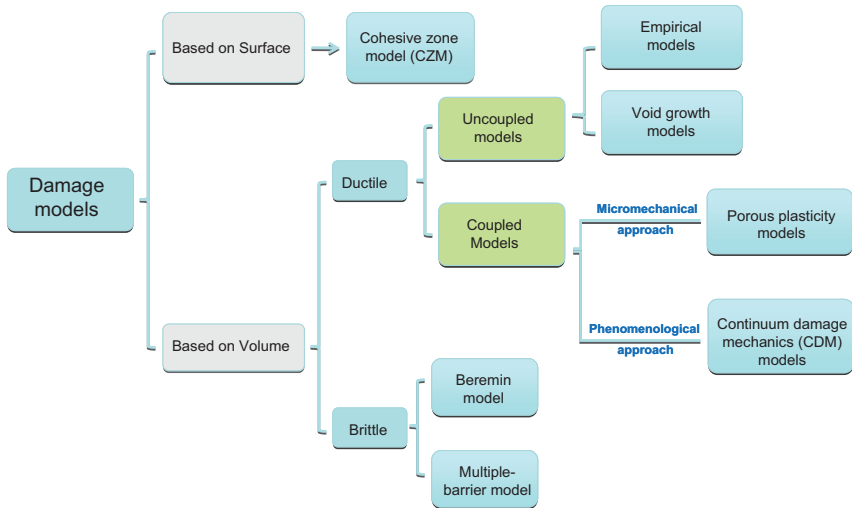 Damage
models
Based on Surface
Cohesive zone
model (CZM)
Based on Volume
Ductile
Uncoupled
models
Empirical
models
Void growth
models
Coupled
Models
Micromechanical
approach
Porous plasticity
models
Phenomenological
approach
Continuum damage
mechanics (CDM)
models
Brittle
Beremin
model
Multiple-
barrier model